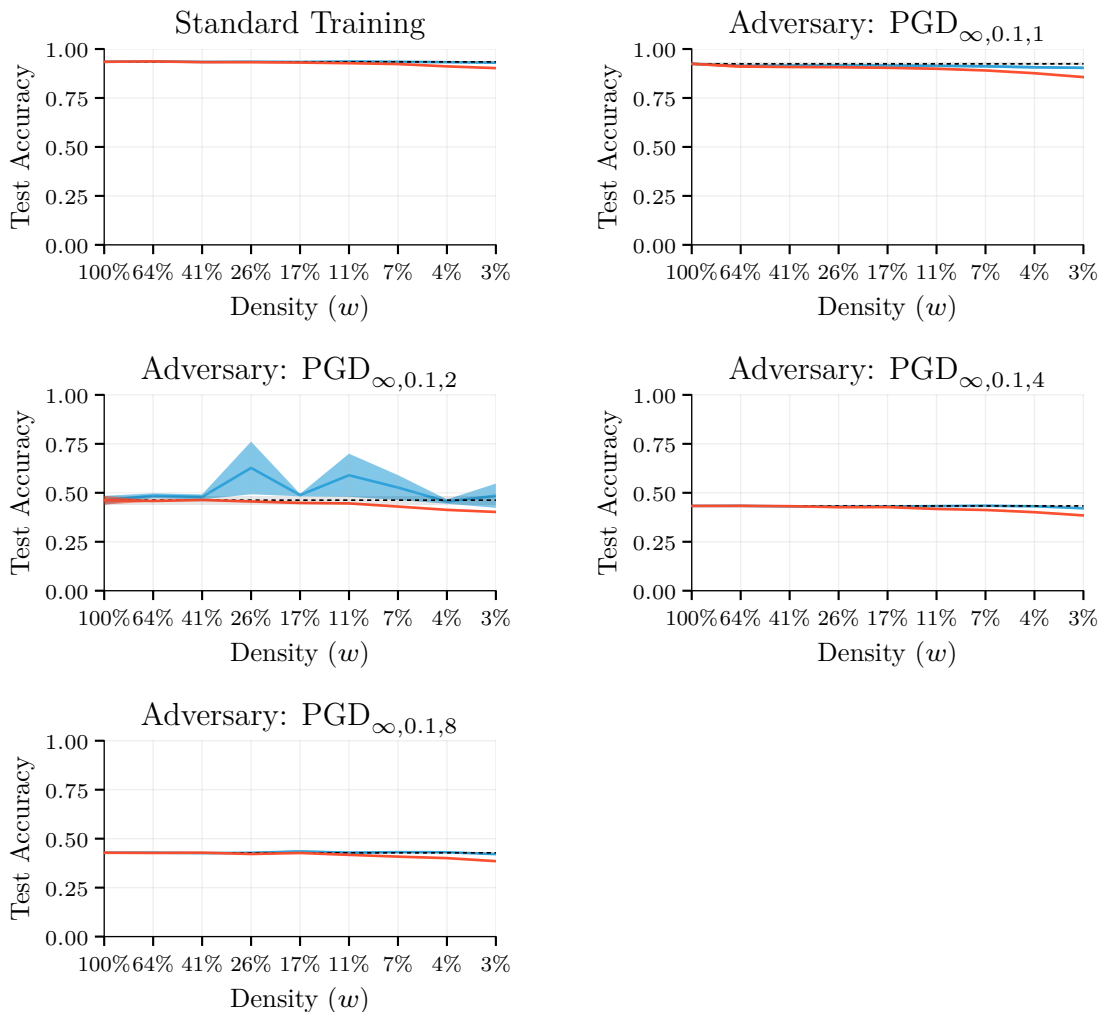 Standard Training
Test Accuracy
1.00
0.75
0.50
0.25
0.00
100% 64% 41% 26% 17% 11% 7% 4% 3%
Density (w)
Adversary: PGD∞,0.1,1
Test Accuracy
1.00
0.75
0.50
0.25
0.00
100% 64% 41% 26% 17% 11% 7% 4% 3%
Density (w)
Adversary: PGD∞,0.1,2
Test Accuracy
1.00
0.75
0.50
0.25
0.00
100% 64% 41% 26% 17% 11% 7% 4% 3%
Density (w)
Adversary: PGD∞,0.1,4
Test Accuracy
1.00
0.75
0.50
0.25
0.00
100% 64% 41% 26% 17% 11% 7% 4% 3%
Density (w)
Adversary: PGD∞,0.1,8
Test Accuracy
1.00
0.75
0.50
0.25
0.00
100% 64% 41% 26% 17% 11% 7% 4% 3%
Density (w)